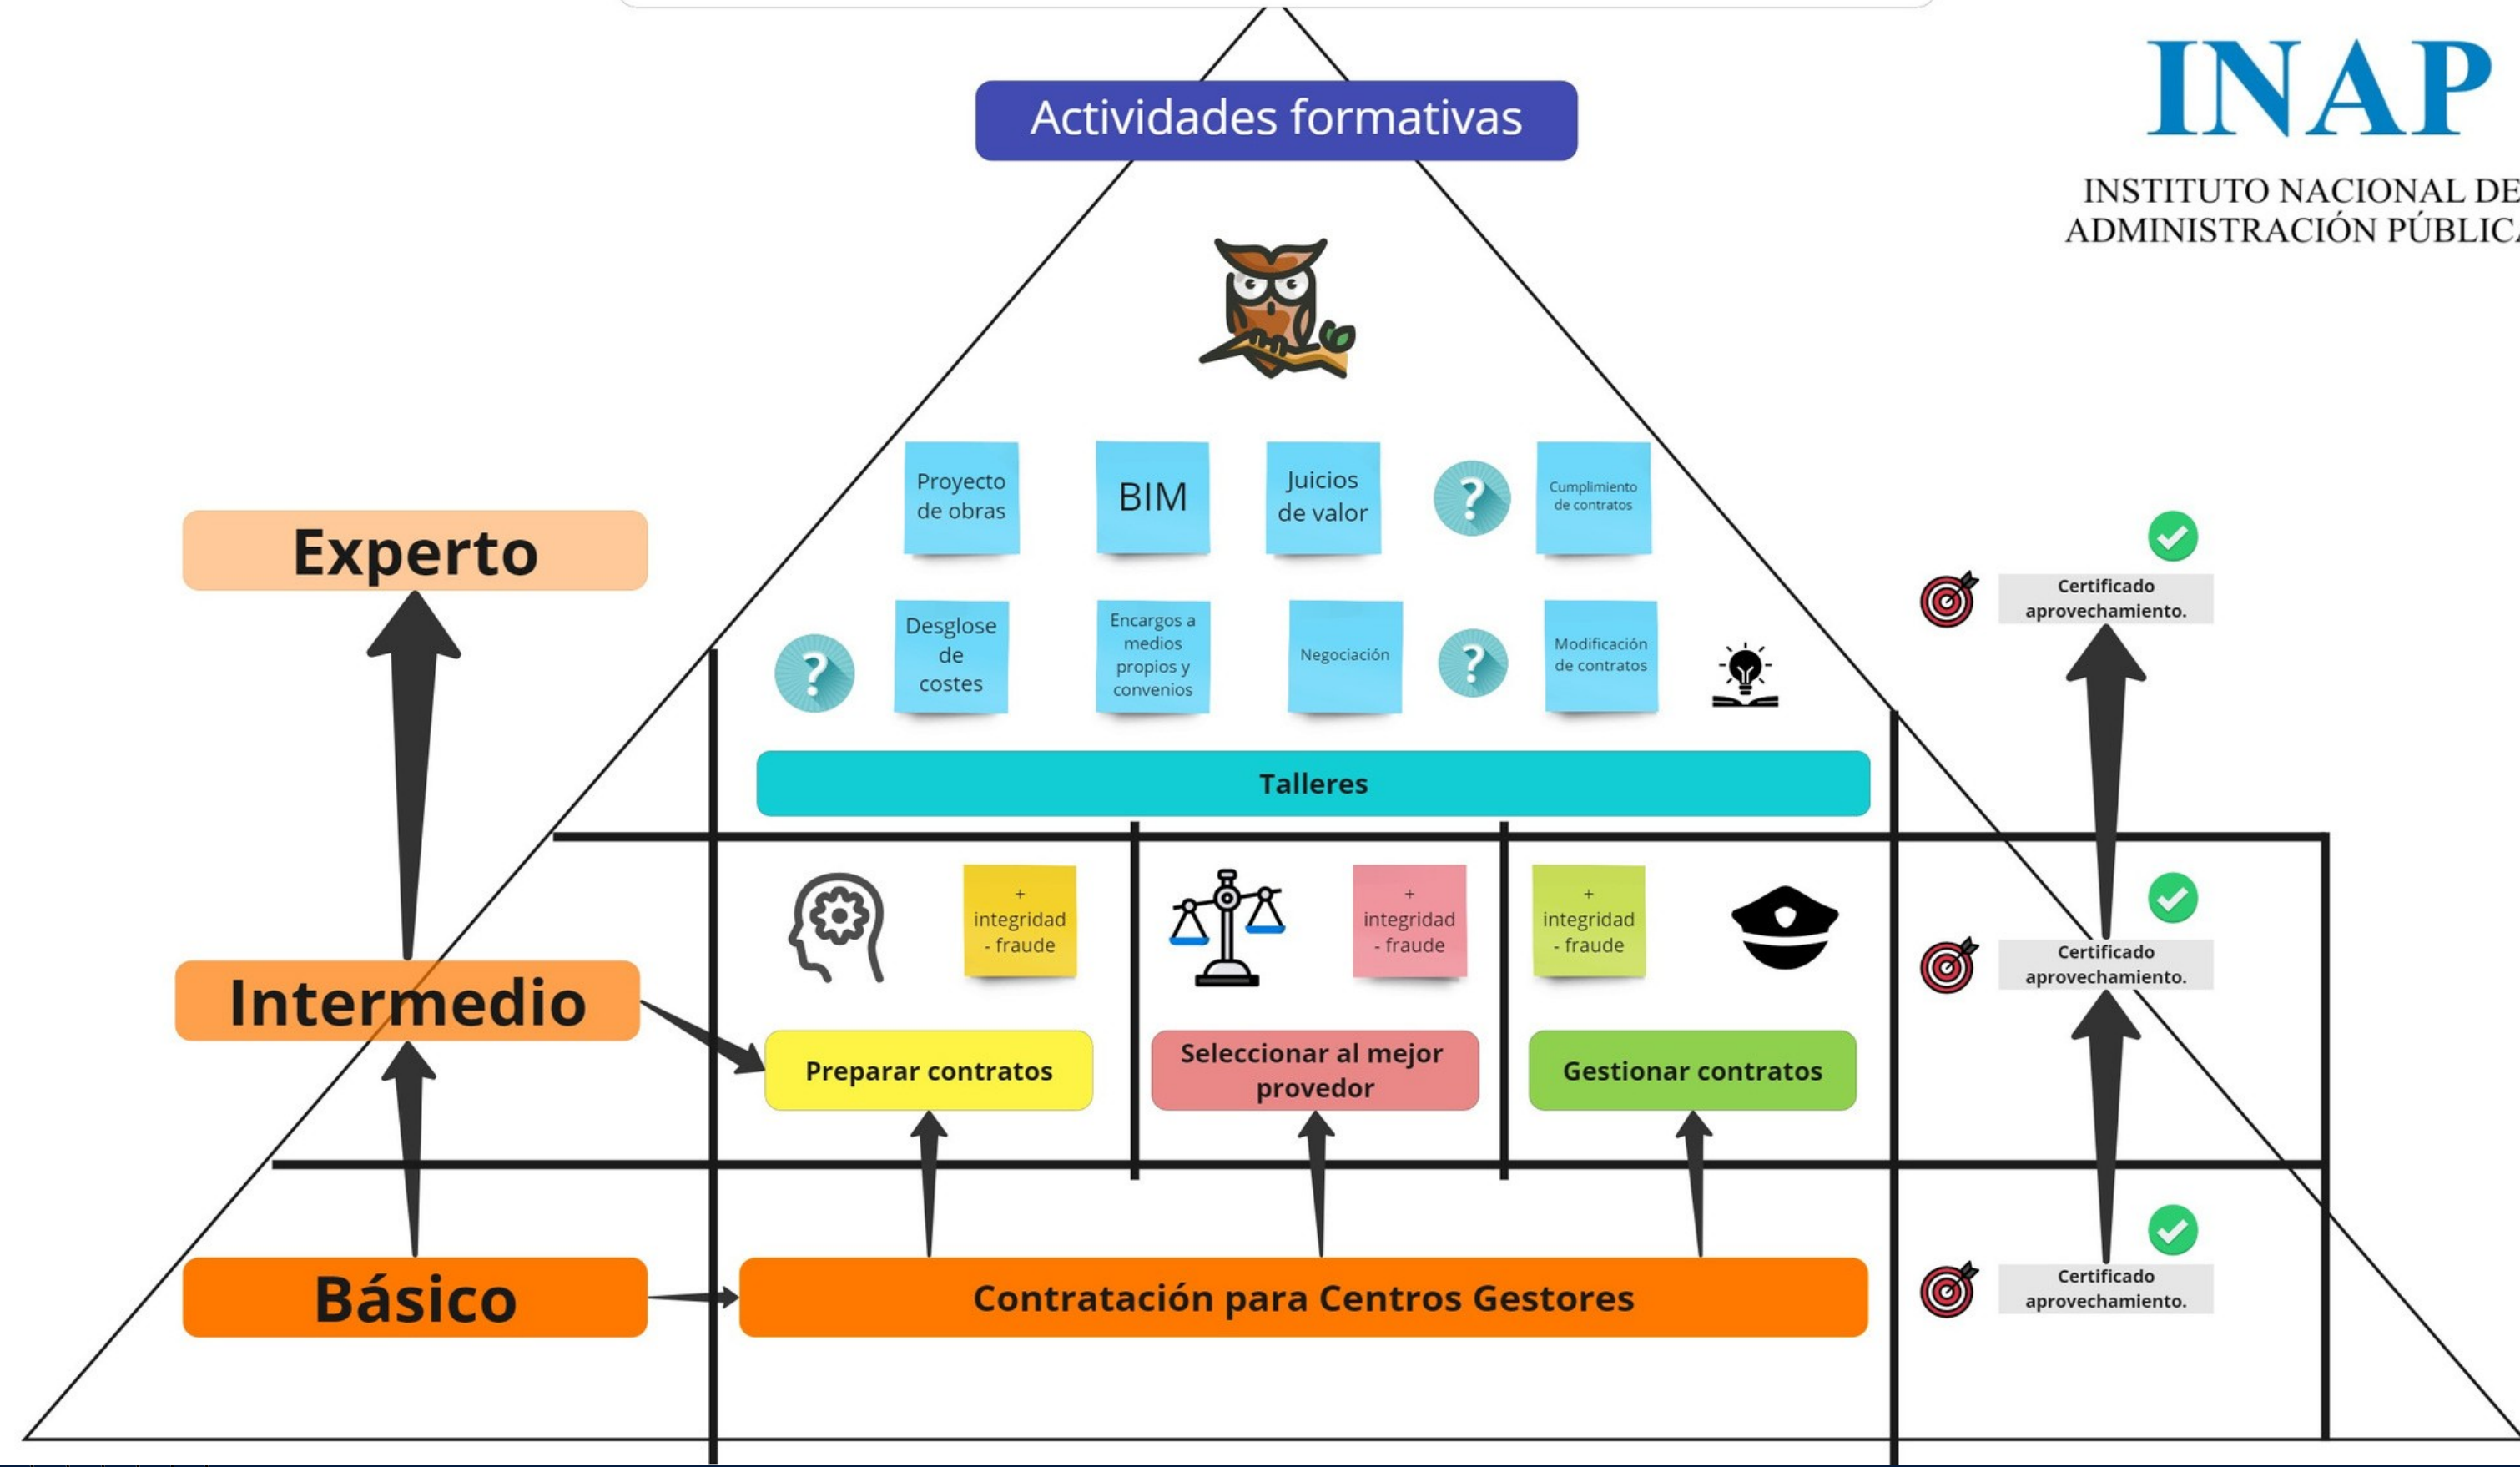 Actividades formativas
INAP
INSTITUTO NACIONAL DE
ADMINISTRACIÓN PÚBLICA
Proyecto
de obras
BIM
Juicios
de valor
?
Cumplimiento
de contratos
Experto
Certificado
aprovechamiento.
?
Desglose
de
costes
Encargos a
medios
propios y
convenios
Negociación
?
Modificación
de contratos
Talleres
+
integridad
- fraude
+
integridad
- fraude
+
integridad
- fraude
Intermedio
Certificado
aprovechamiento.
Preparar contratos
Seleccionar al mejor
provedor
Gestionar contratos
Básico
Contratación para Centros Gestores
Certificado
aprovechamiento.